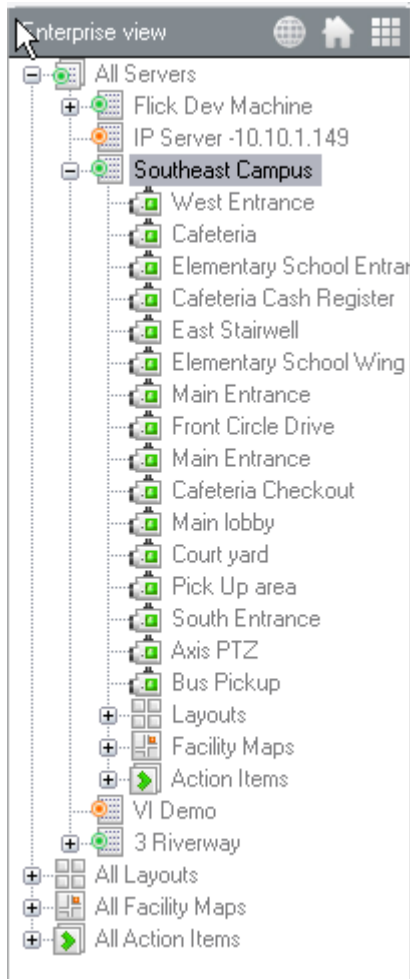 Enterprise view
All Servers
Flick Dev Machine
IP Server -10.10.1.149
Southeast Campus
West Entrance
Cafeteria
Elementary School Entrar
Cafeteria Cash Register
East Stairwell
Elementary School Wing
Main Entrance
Front Circle Drive
Main Entrance
Cafeteria Checkout
Main lobby
Court yard
Pick Up area
South Entrance
Axis PTZ
Bus Pickup
Layouts
Facility Maps
Action Items
VI Demo
3 Riverway
All Layouts
All Facility Maps
All Action Items